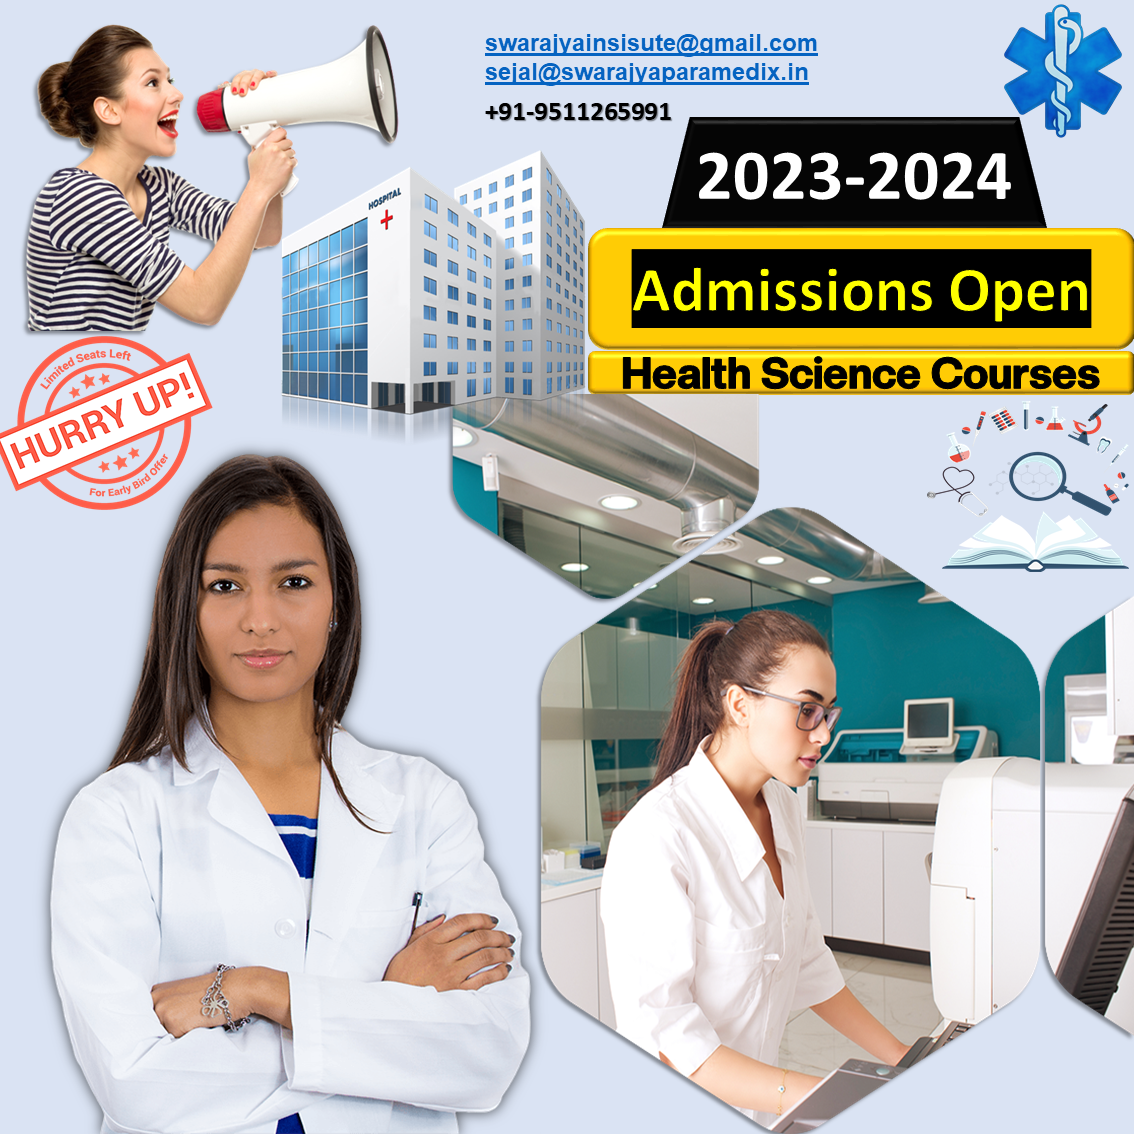 swarajyainsisute@gmail.com
sejal@swarajyaparamedix.in
+91-9511265991
2023-2024
Admissions Open
Health Science Courses
HOSPITAL
Limited Seats Left
HURRY UP!
For Early Bird Offer